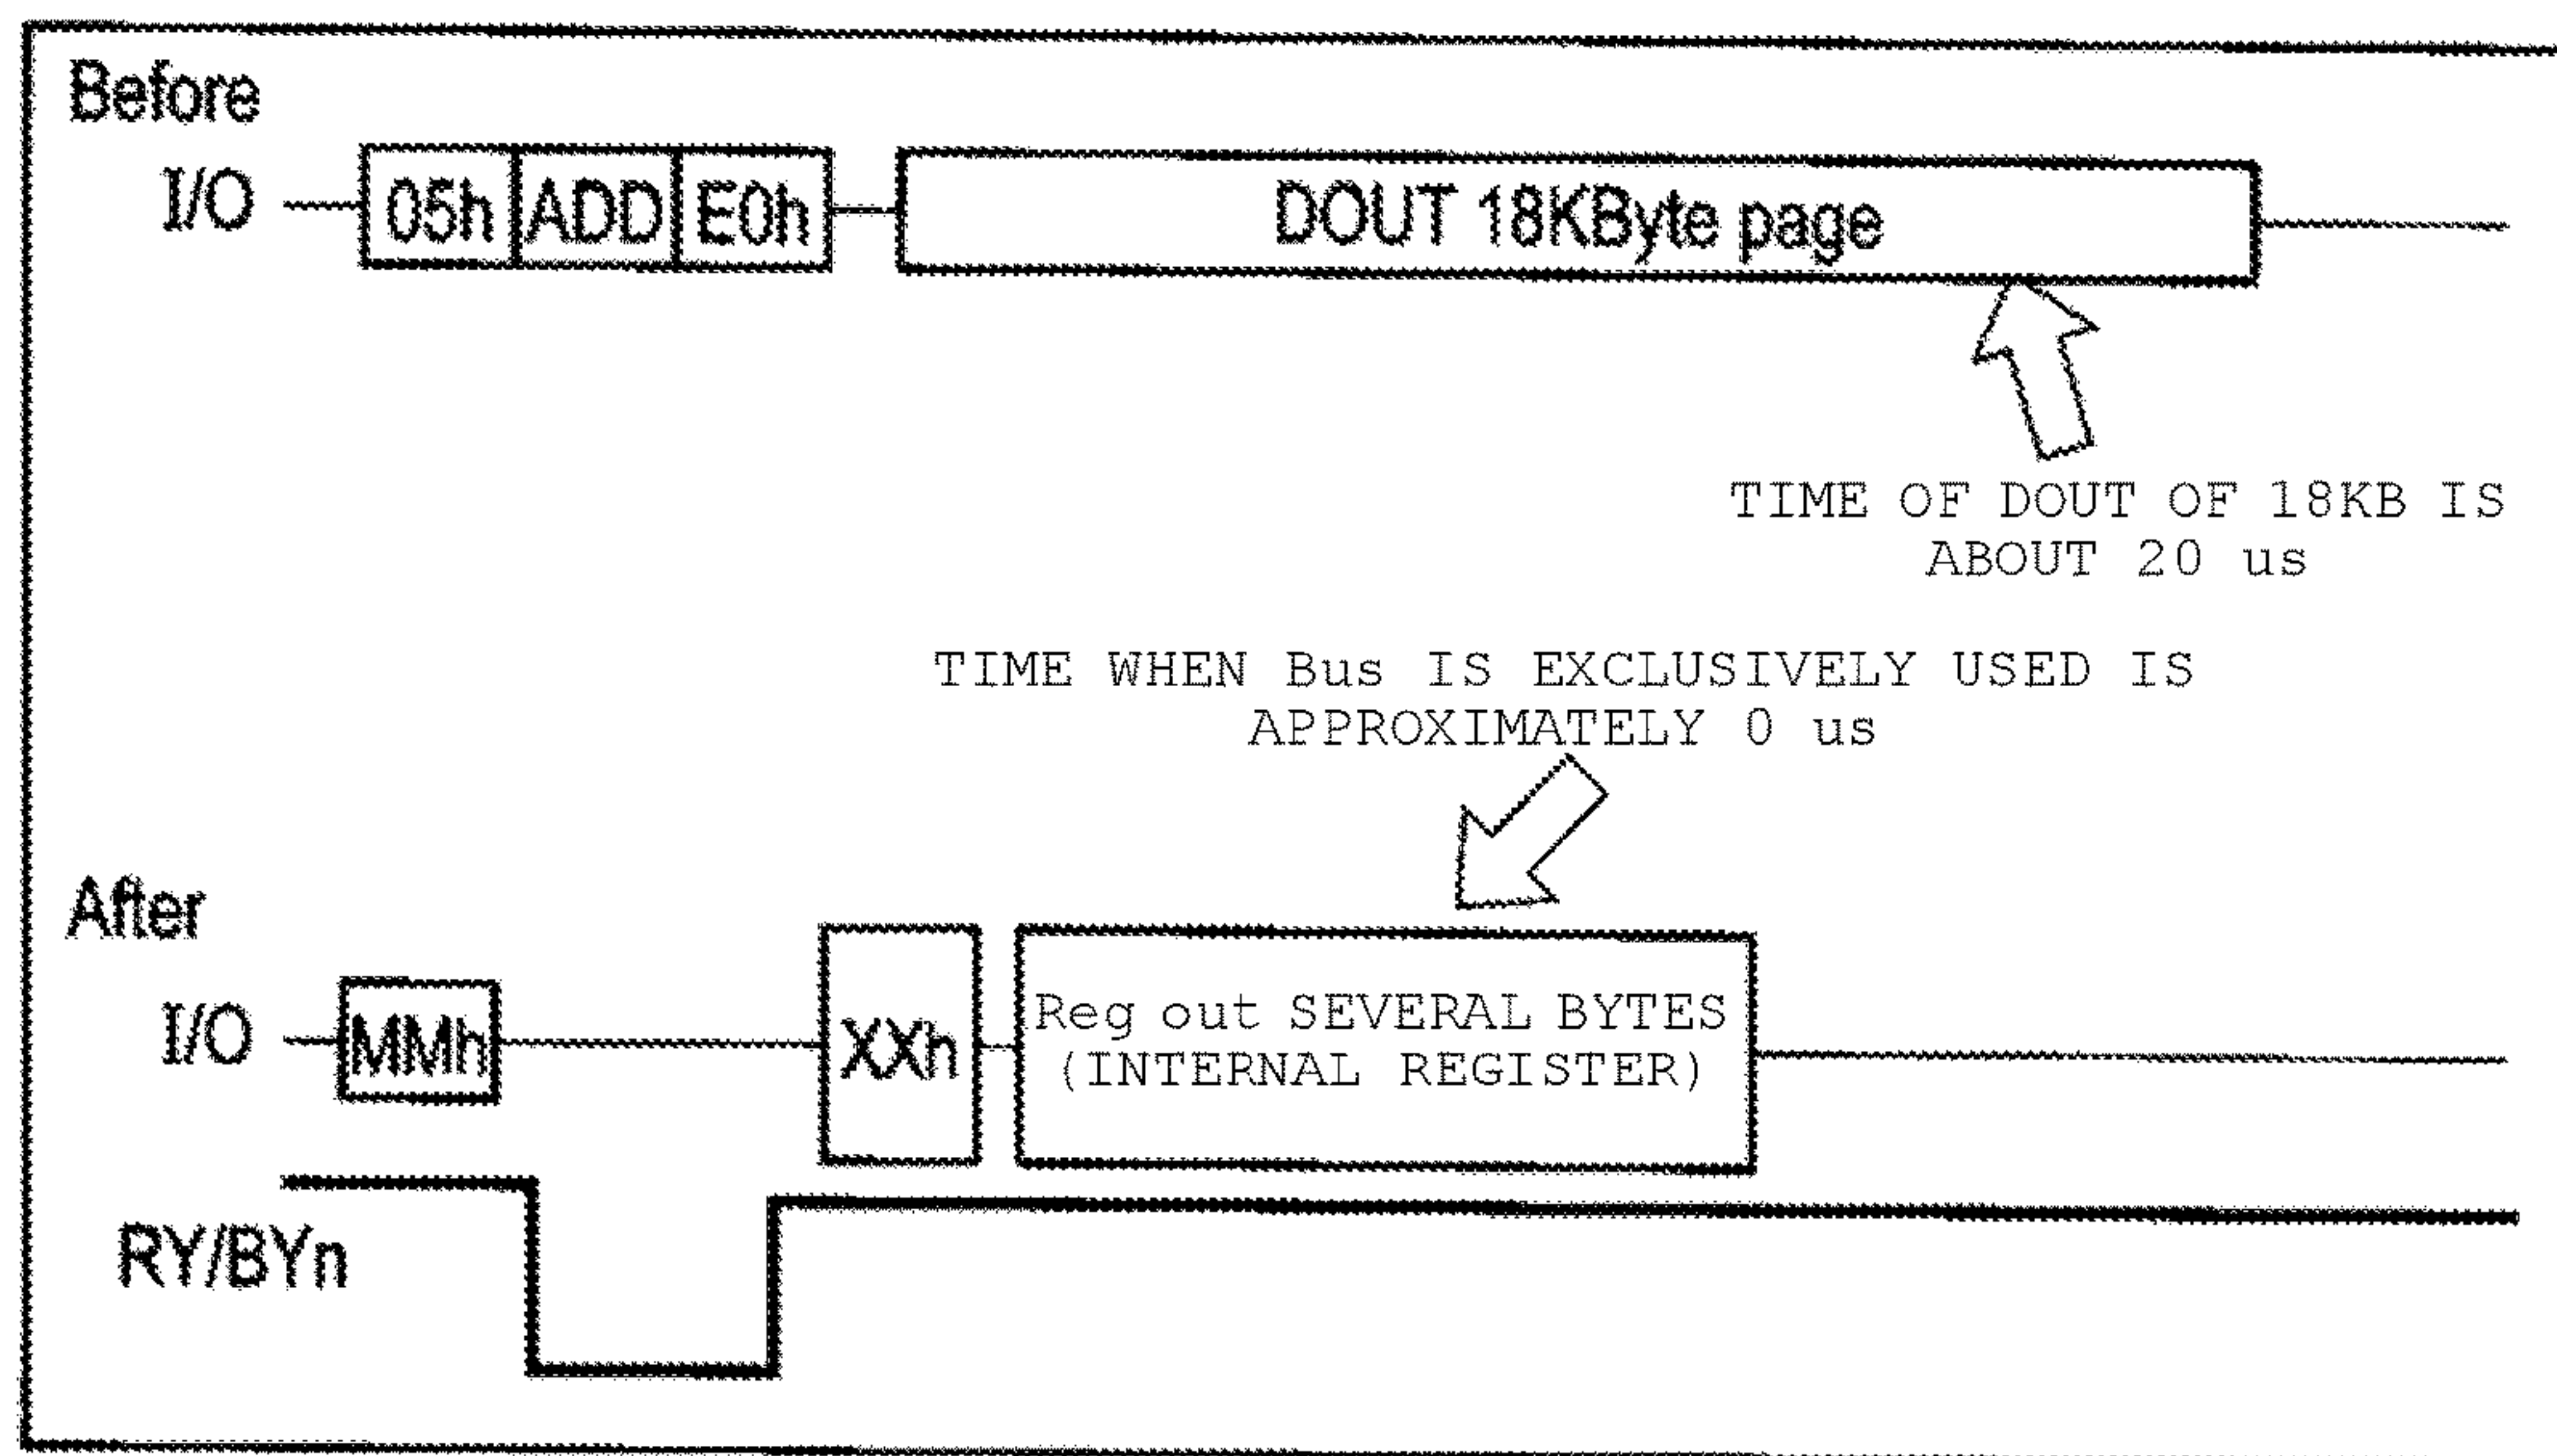 Before
I/O 05h ADD E0h DOUT 18KByte page
TIME OF DOUT OF 18KB IS
ABOUT 20 us
TIME WHEN Bus IS EXCLUSIVELY USED IS
APPROXIMATELY 0 us
After
I/O MMh XXh Reg out SEVERAL BYTES
(INTERNAL REGISTER)
RY/BYn